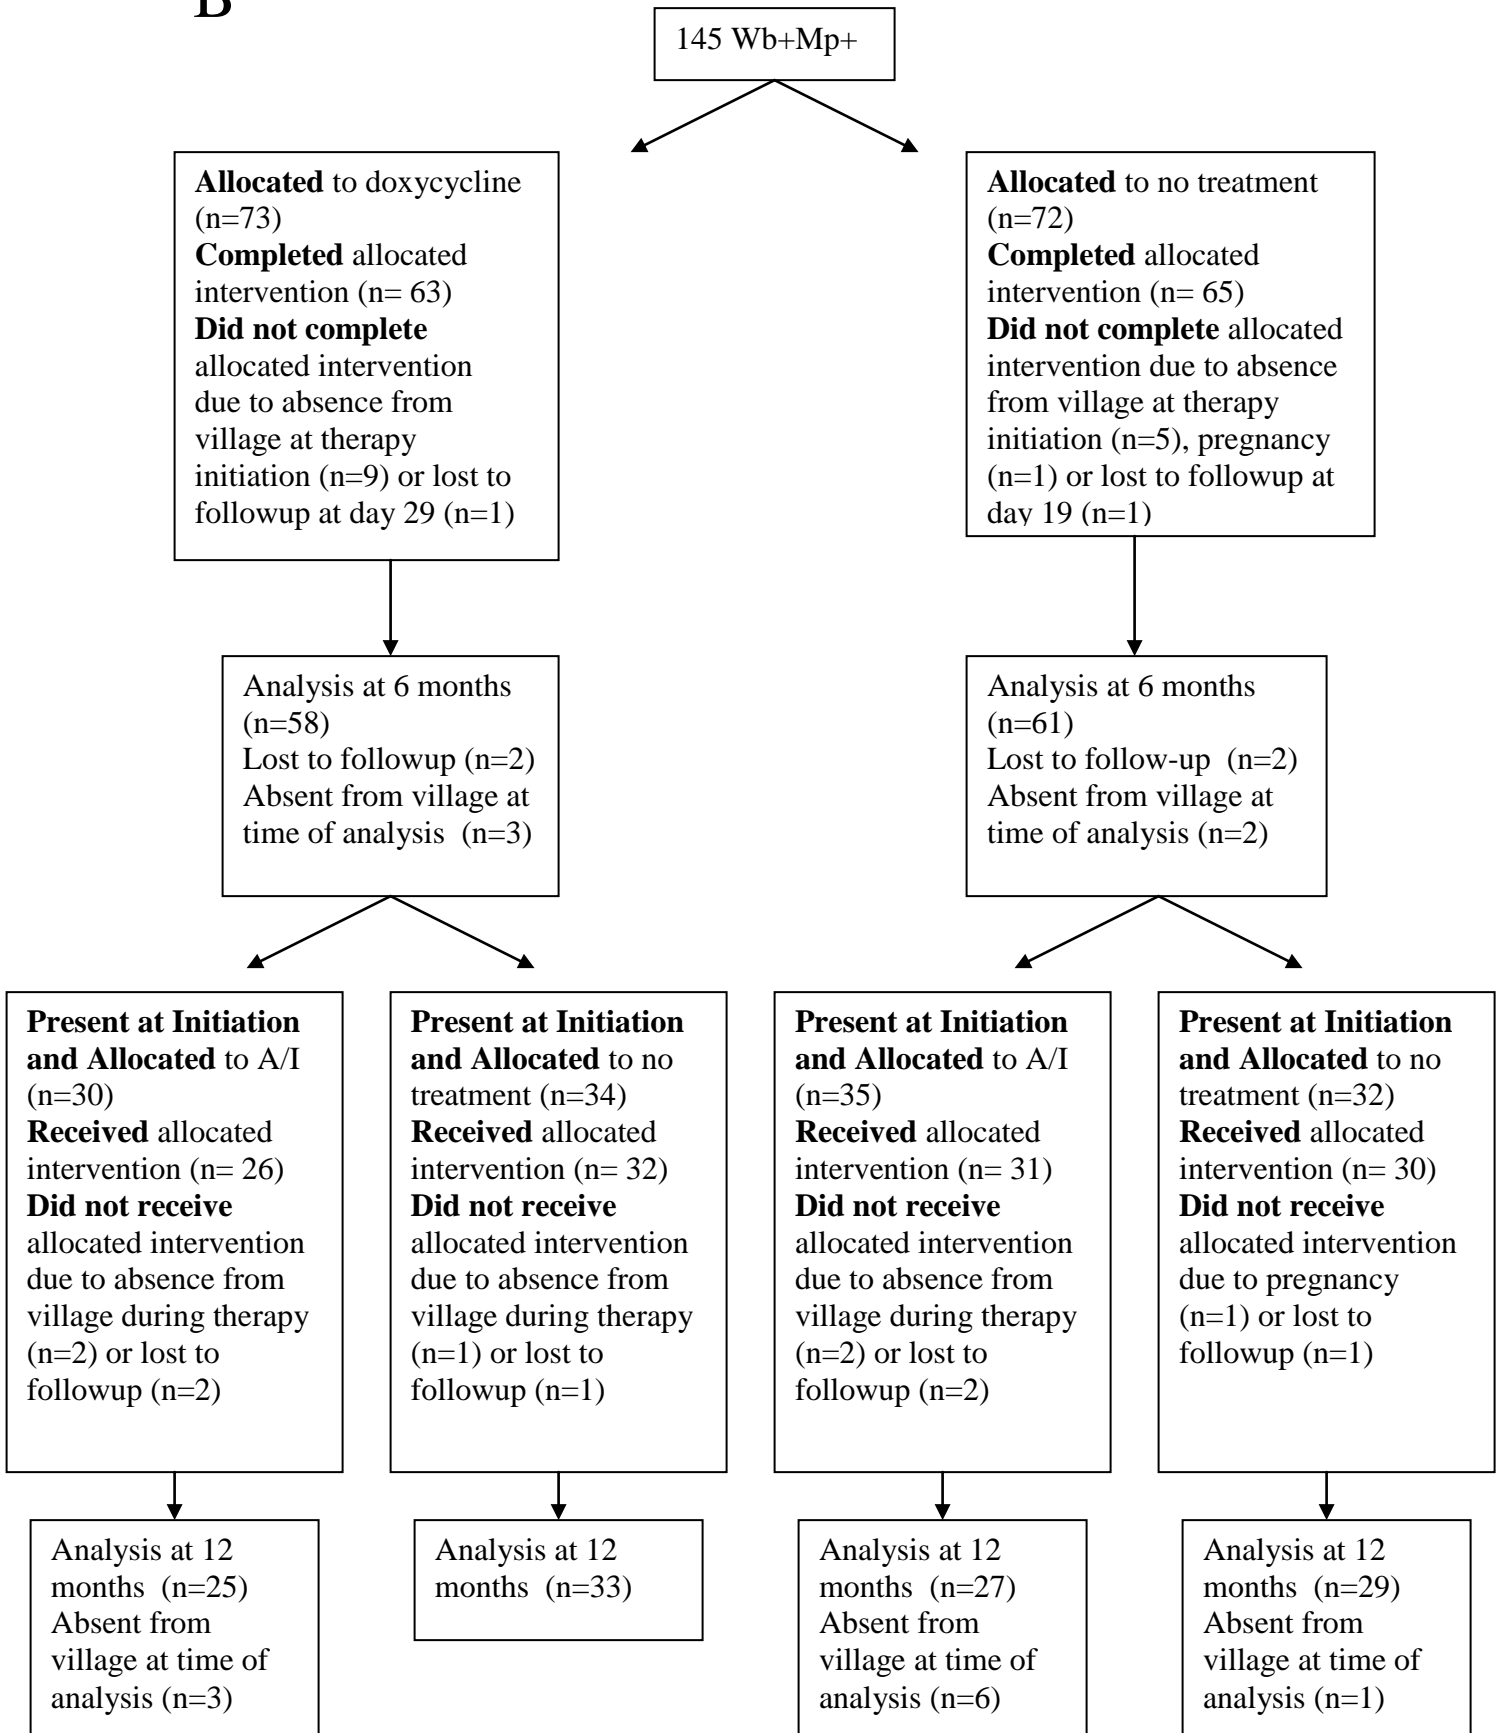 B
145 Wb+Mp+
Allocated to doxycycline
(n=73)
Completed allocated
intervention (n= 63)
Did not complete
allocated intervention
due to absence from
village at therapy
initiation (n=9) or lost to
followup at day 29 (n=1)
Allocated to no treatment
(n=72)
Completed allocated
intervention (n= 65)
Did not complete allocated
intervention due to absence
from village at therapy
initiation (n=5), pregnancy
(n=1) or lost to followup at
day 19 (n=1)
Analysis at 6 months
(n=58)
Lost to followup (n=2)
Absent from village at
time of analysis (n=3)
Analysis at 6 months
(n=61)
Lost to follow-up (n=2)
Absent from village at
time of analysis (n=2)
Present at Initiation
and Allocated to A/I
(n=30)
Received allocated
intervention (n= 26)
Did not receive
allocated intervention
due to absence from
village during therapy
(n=2) or lost to
followup (n=2)
Present at Initiation
and Allocated to no
treatment (n=34)
Received allocated
intervention (n= 32)
Did not receive
allocated intervention
due to absence from
village during therapy
(n=1) or lost to
followup (n=1)
Present at Initiation
and Allocated to A/I
(n=35)
Received allocated
intervention (n= 31)
Did not receive
allocated intervention
due to absence from
village during therapy
(n=2) or lost to
followup (n=2)
Present at Initiation
and Allocated to no
treatment (n=32)
Received allocated
intervention (n= 30)
Did not receive
allocated intervention
due to pregnancy
(n=1) or lost to
followup (n=1)
Analysis at 12
months (n=25)
Absent from
village at time of
analysis (n=3)
Analysis at 12
months (n=33)
Analysis at 12
months (n=27)
Absent from
village at time of
analysis (n=6)
Analysis at 12
months (n=29)
Absent from
village at time of
analysis (n=1)